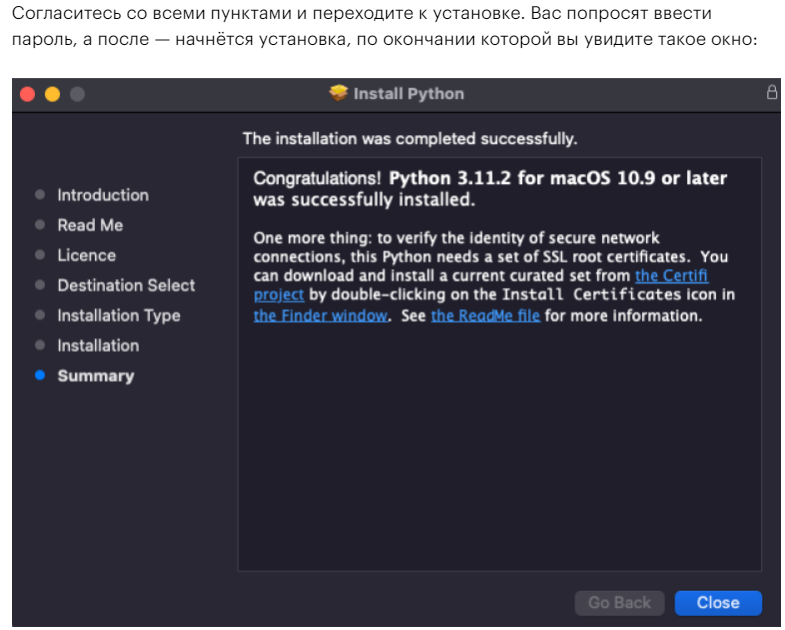 Согласитесь со всеми пунктами и переходите к установке. Вас попросят ввести
пароль, а после — начнётся установка, по окончании которой вы увидите такое окно:
Install Python
The installation was completed successfully.
Introduction
Read Me
Licence
Destination Select
Installation Type
Installation
Summary
Congratulations! Python 3.11.2 for macOS 10.9 or later
was successfully installed.
One more thing: to verify the identity of secure network
connections, this Python needs a set of SSL root certificates.  You
can download and install a current curated set from the Certifi
project by double-clicking on the Install Certificates icon in
the Finder window.  See the ReadMe file for more information.
Go Back
Close